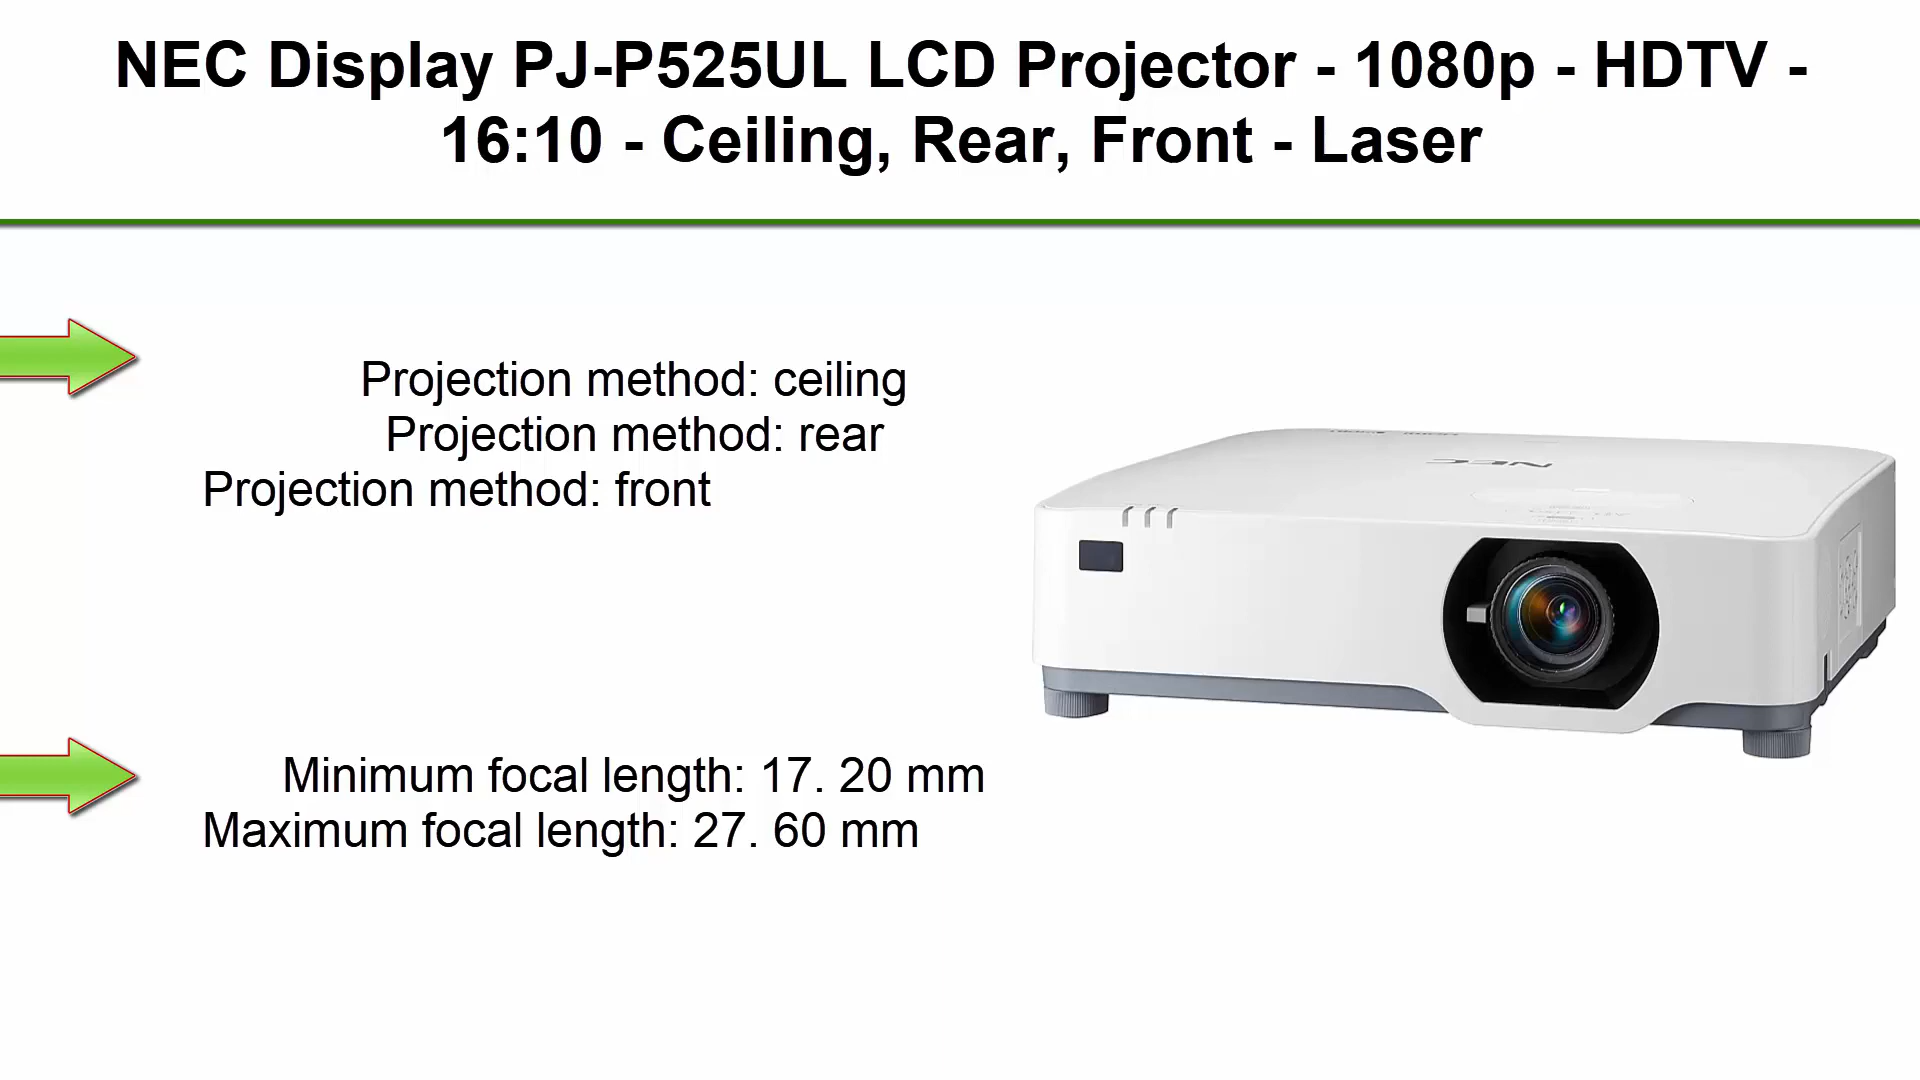 NEC Display PJ-P525UL LCD Projector - 1080p - HDTV -
16:10 - Ceiling, Rear, Front - Laser
Projection method: ceiling
Projection method: rear
Projection method: front
NEC
Minimum focal length: 17. 20 mm
Maximum focal length: 27. 60 mm